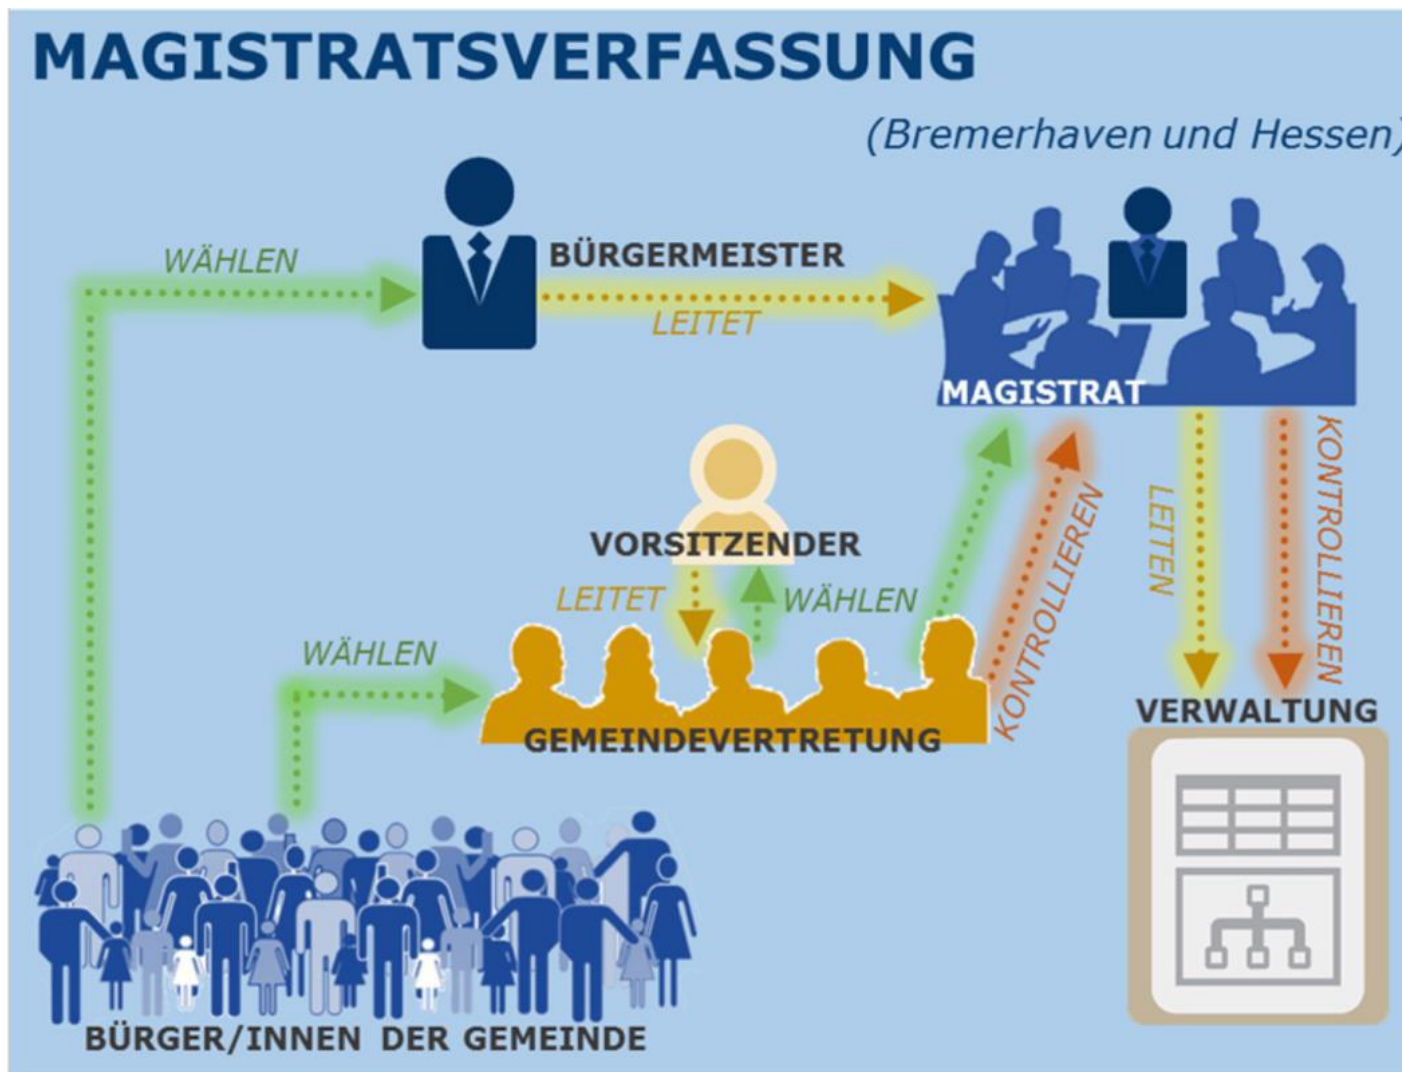 MAGISTRATSVERFASSUNG
(Bremerhaven und Hessen)
WÄHLEN
BÜRGERMEISTER
LEITET
MAGISTRAT
VORSITZENDER
LEITET
WÄHLEN
KONTROLLIEREN
LEITEN
KONTROLLIEREN
WÄHLEN
GEMEINDEVERTRETUNG
VERWALTUNG
BÜRGER/INNEN DER GEMEINDE